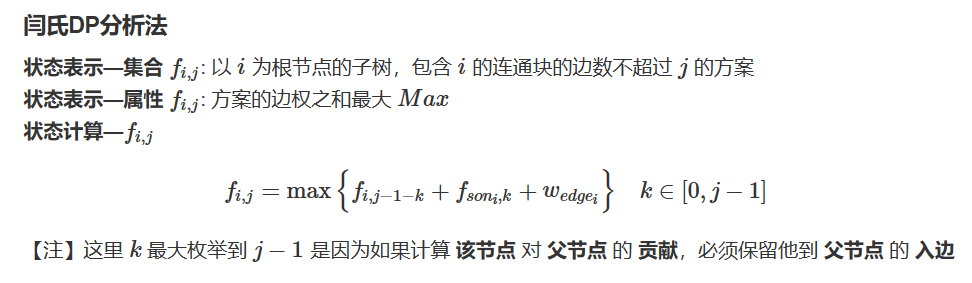 闫氏DP分析法
状态表示—集合 f_{i,j}: 以 i 为根节点的子树，包含 i 的连通块的边数不超过 j 的方案
状态表示—属性 f_{i,j}: 方案的边权之和最大 Max
状态计算—f_{i,j}
f_{i,j} = max{f_{i,j-1-k} + f_{son_i,k} + w_{edge_i}} k ∈ [0, j − 1]
【注】这里 k 最大枚举到 j − 1 是因为如果计算 该节点 对 父节点 的 贡献，必须保留他到 父节点 的 入边